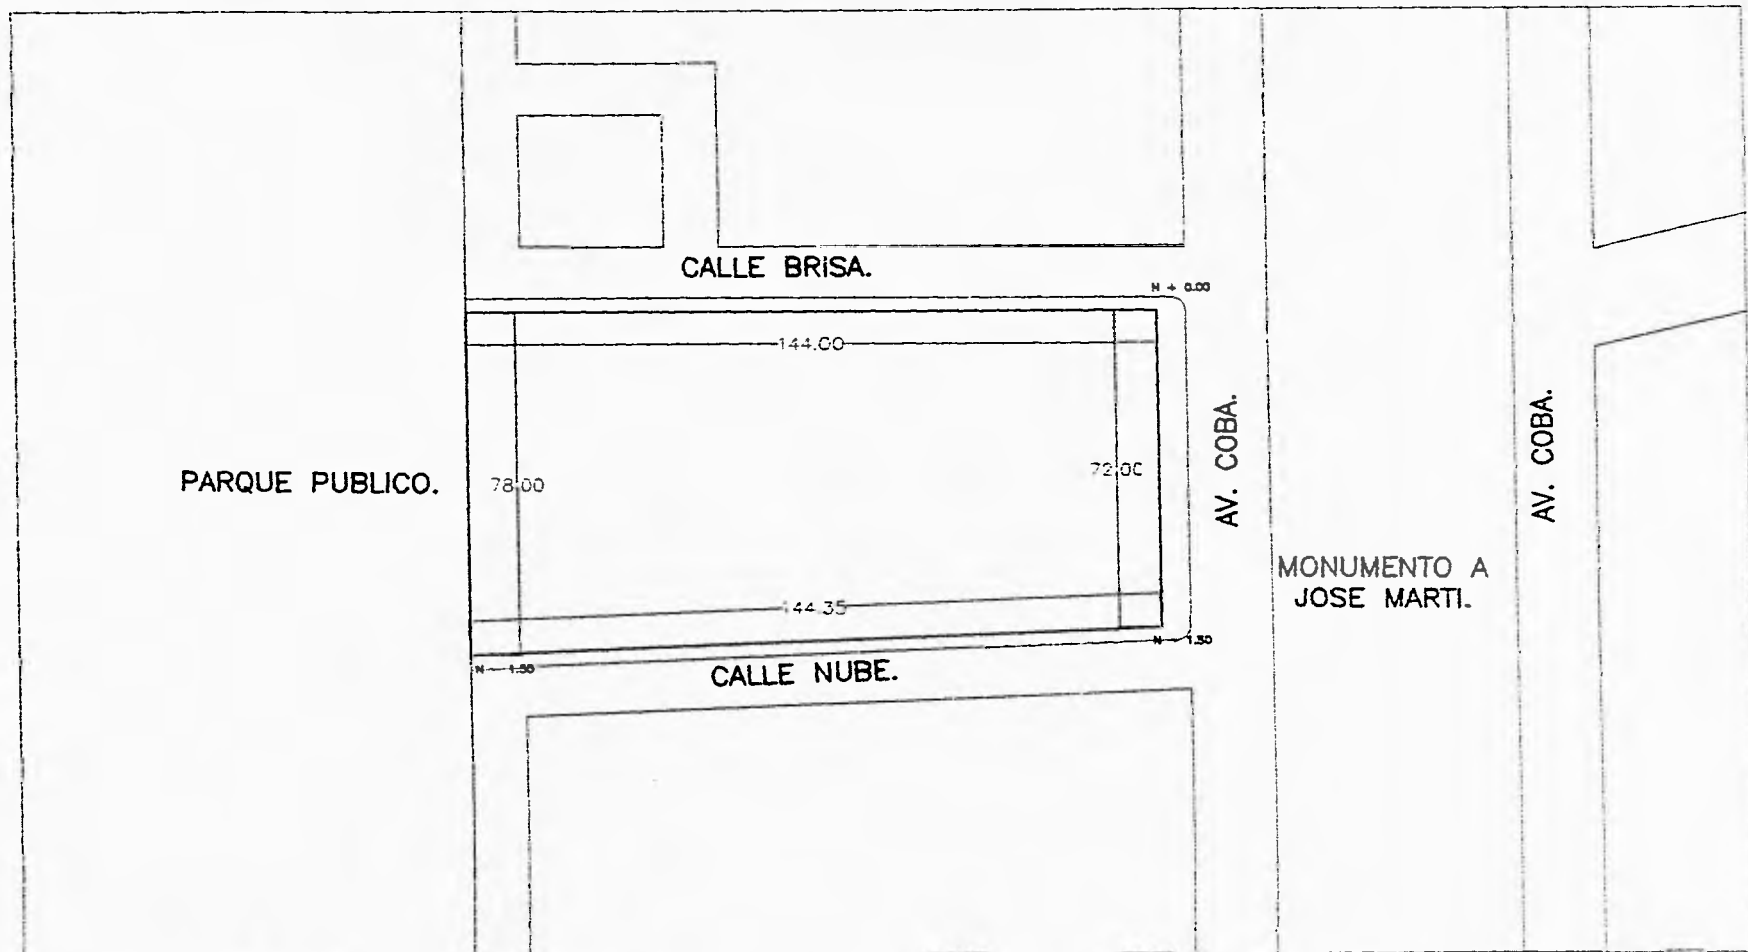 CALLE BRISA.
N + 0.00
144.00
AV. COBA.
AV. COBA.
PARQUE PUBLICO.
78.00
72.00
MONUMENTO A
JOSE MARTI.
144.35
N - 1.50
N - 1.50
CALLE NUBE.